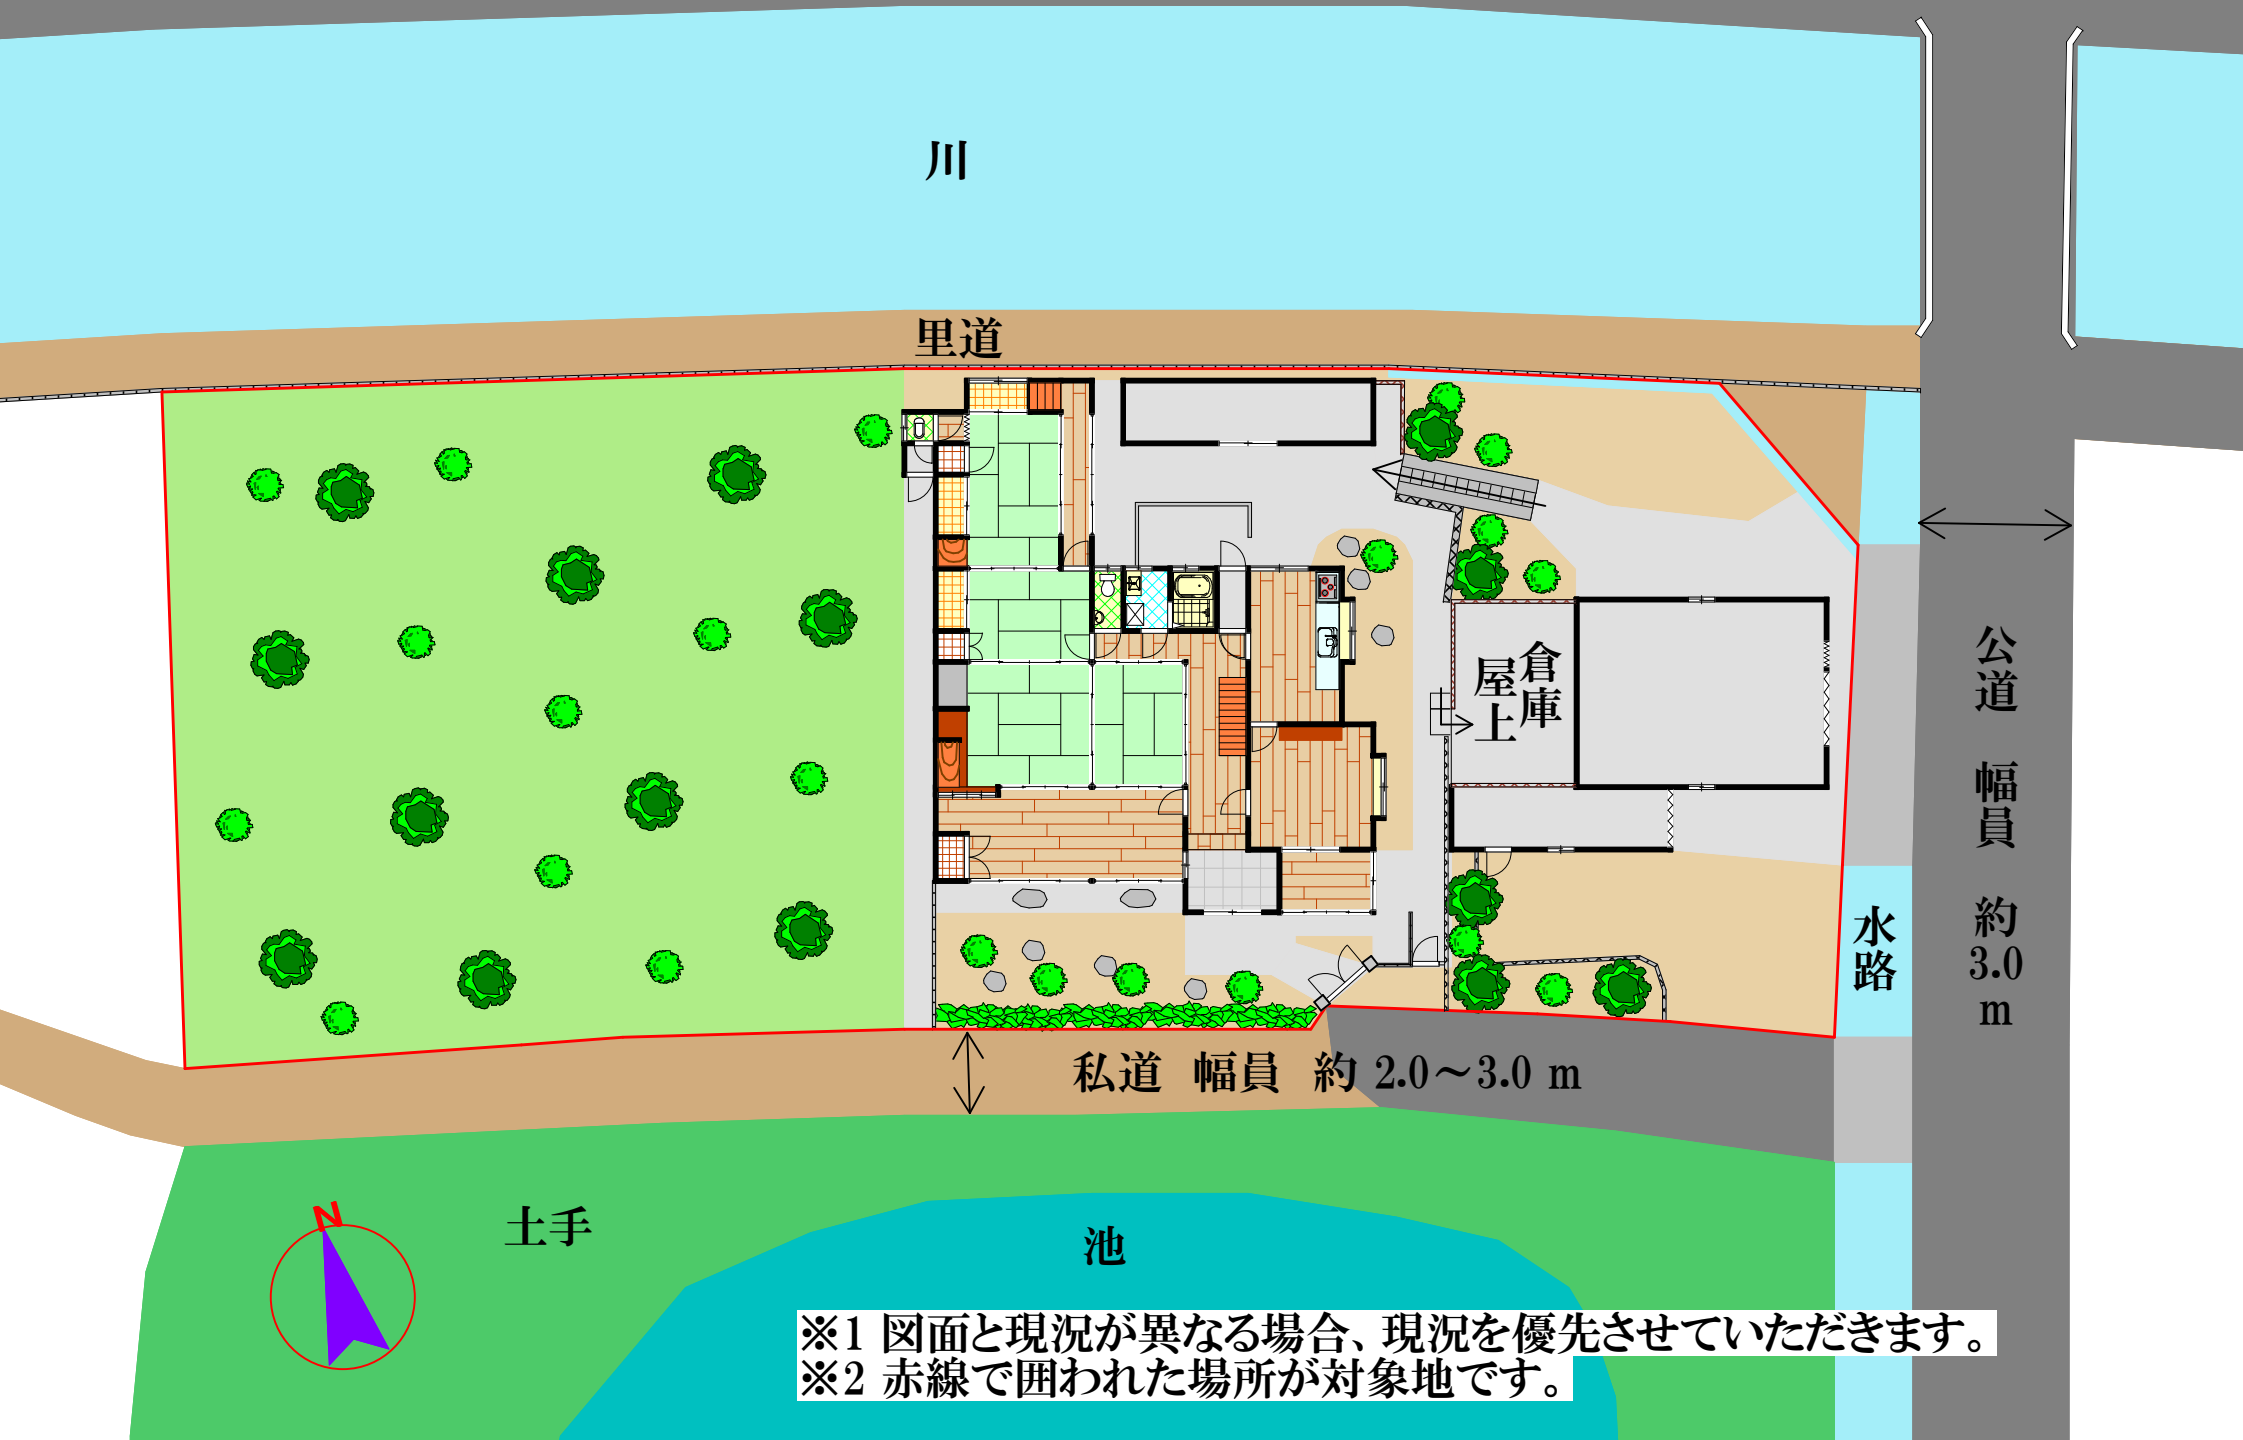 川
里道
倉庫
屋上
公道 幅員 約3.0m
水路
私道 幅員 約 2.0～3.0 m
土手
池
N
※1 図面と現況が異なる場合、現況を優先させていただきます。
※2 赤線で囲われた場所が対象地です。